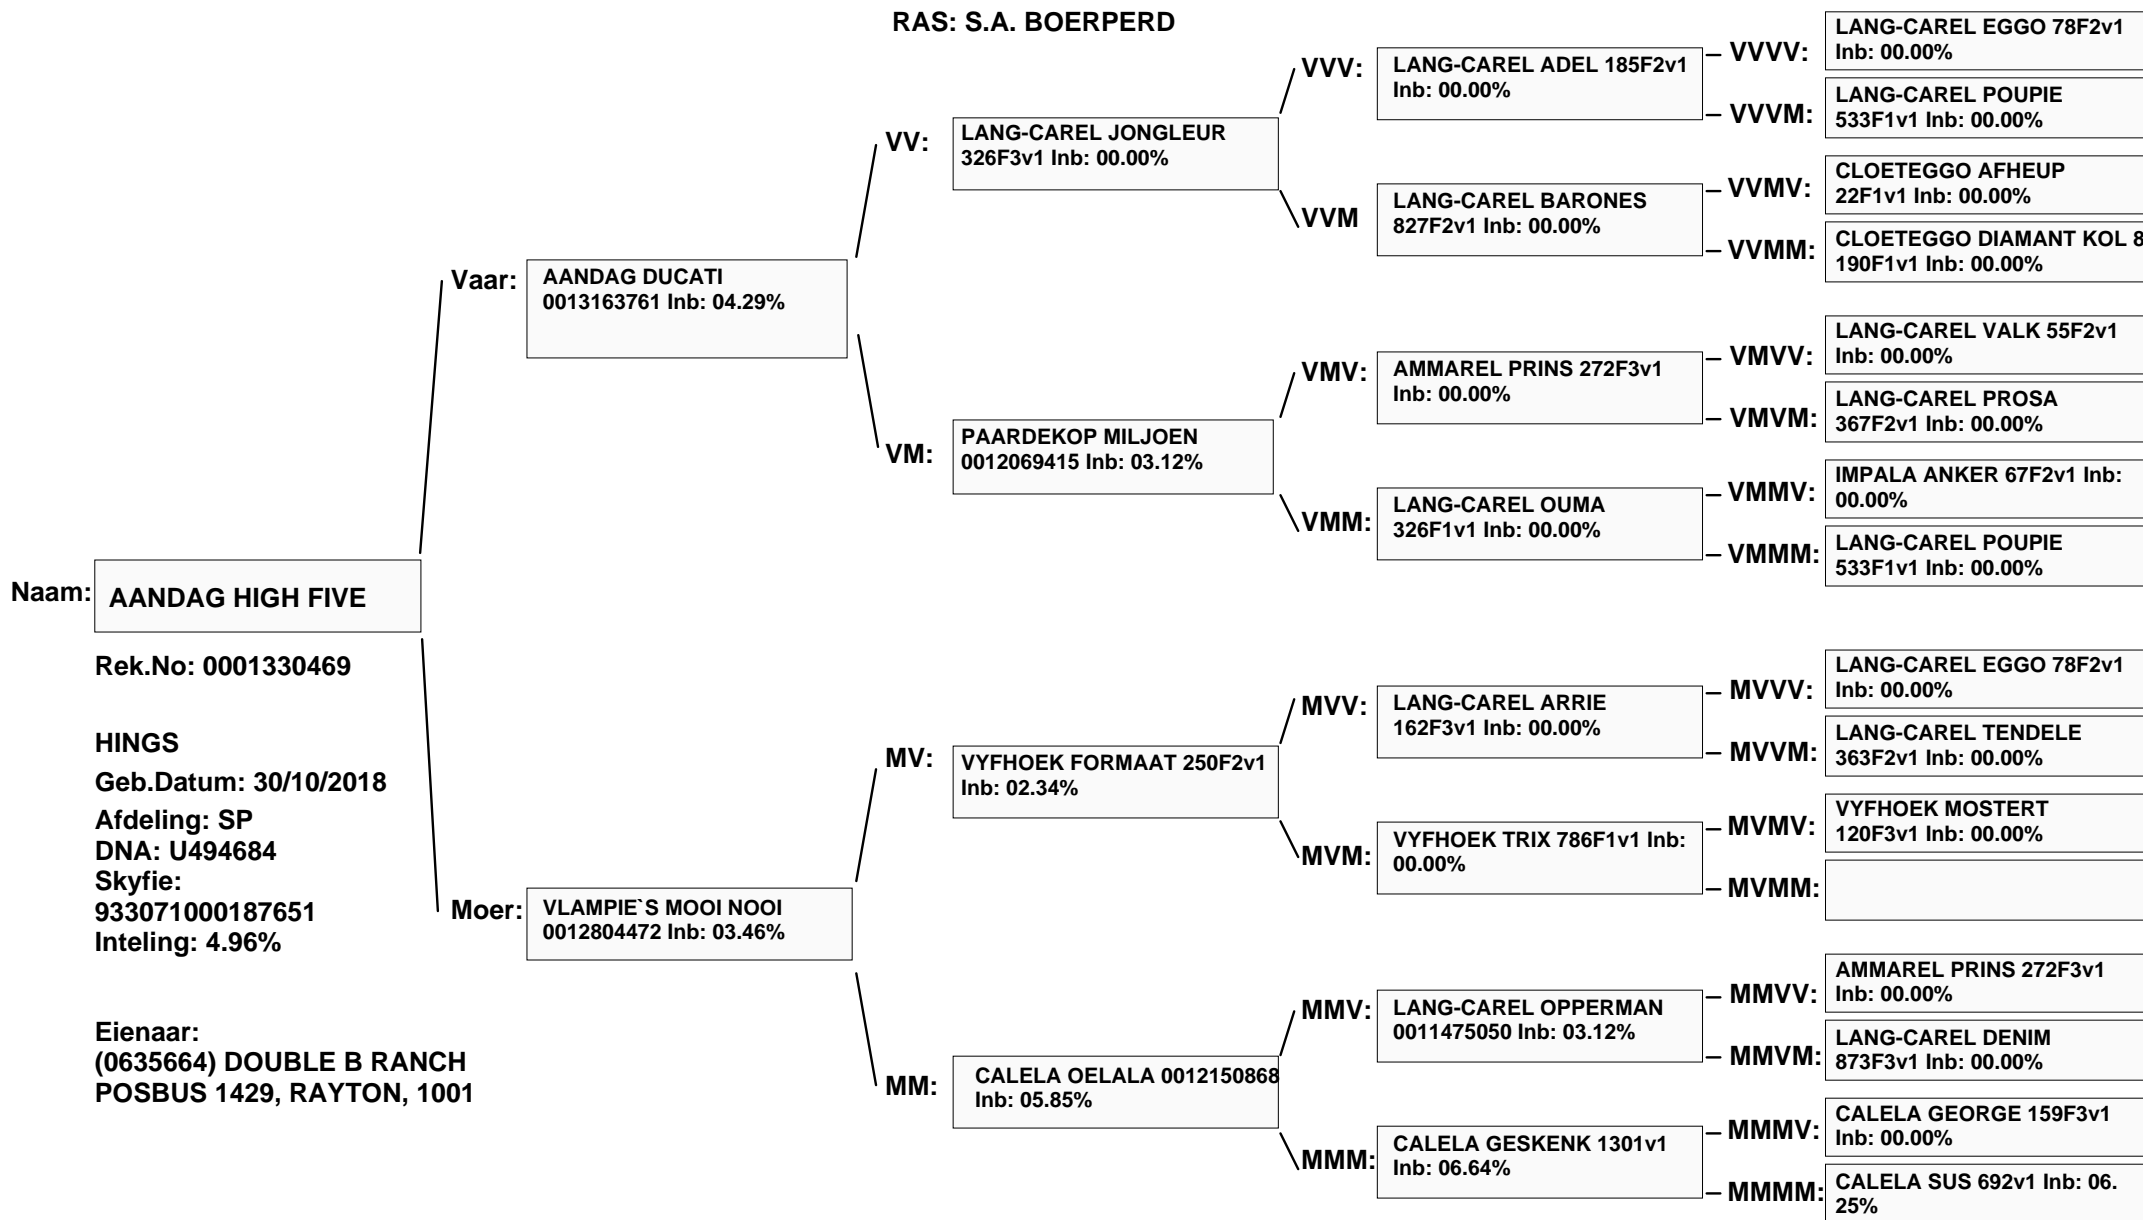 RAS: S.A. BOERPERD
Naam:
AANDAG HIGH FIVE
Rek.No: 0001330469
HINGS
Geb.Datum: 30/10/2018
Afdeling: SP
DNA: U494684
Skyfie:
933071000187651
Inteling: 4.96%
Eienaar:
(0635664) DOUBLE B RANCH
POSBUS 1429, RAYTON, 1001
Vaar:
AANDAG DUCATI
0013163761 Inb: 04.29%
Moer:
VLAMPIE`S MOOI NOOI
0012804472 Inb: 03.46%
VV:
LANG-CAREL JONGLEUR
326F3v1 Inb: 00.00%
VM:
PAARDEKOP MILJOEN
0012069415 Inb: 03.12%
MV:
VYFHOEK FORMAAT 250F2v1
Inb: 02.34%
MM:
CALELA OELALA 0012150868
Inb: 05.85%
VVV:
LANG-CAREL ADEL 185F2v1
Inb: 00.00%
VVM
LANG-CAREL BARONES
827F2v1 Inb: 00.00%
VMV:
AMMAREL PRINS 272F3v1
Inb: 00.00%
VMM:
LANG-CAREL OUMA
326F1v1 Inb: 00.00%
MVV:
LANG-CAREL ARRIE
162F3v1 Inb: 00.00%
MVM:
VYFHOEK TRIX 786F1v1 Inb:
00.00%
MMV:
LANG-CAREL OPPERMAN
0011475050 Inb: 03.12%
MMM:
CALELA GESKENK 1301v1
Inb: 06.64%
VVVV:
LANG-CAREL EGGO 78F2v1
Inb: 00.00%
VVVM:
LANG-CAREL POUPIE
533F1v1 Inb: 00.00%
VVMV:
CLOETEGGO AFHEUP
22F1v1 Inb: 00.00%
VVMM:
CLOETEGGO DIAMANT KOL 8
190F1v1 Inb: 00.00%
VMVV:
LANG-CAREL VALK 55F2v1
Inb: 00.00%
VMVM:
LANG-CAREL PROSA
367F2v1 Inb: 00.00%
VMMV:
IMPALA ANKER 67F2v1 Inb:
00.00%
VMMM:
LANG-CAREL POUPIE
533F1v1 Inb: 00.00%
MVVV:
LANG-CAREL EGGO 78F2v1
Inb: 00.00%
MVVM:
LANG-CAREL TENDELE
363F2v1 Inb: 00.00%
MVMV:
VYFHOEK MOSTERT
120F3v1 Inb: 00.00%
MVMM:
MMVV:
AMMAREL PRINS 272F3v1
Inb: 00.00%
MMVM:
LANG-CAREL DENIM
873F3v1 Inb: 00.00%
MMMV:
CALELA GEORGE 159F3v1
Inb: 00.00%
MMMM:
CALELA SUS 692v1 Inb: 06.
25%